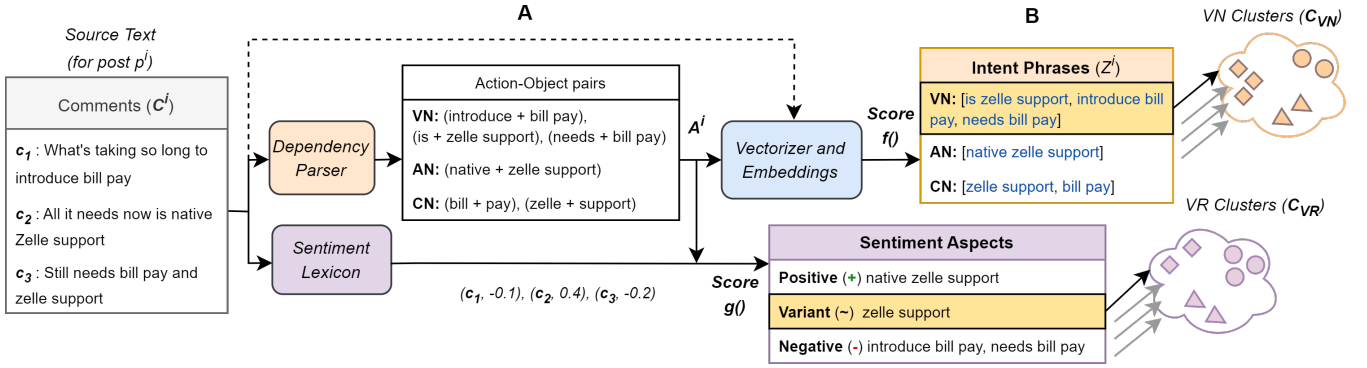 A
B
Source Text
(for post pⁱ)
Comments (Cⁱ)
c₁ : What's taking so long to
introduce bill pay
c₂ : All it needs now is native
Zelle support
c₃ : Still needs bill pay and
zelle support
Dependency
Parser
Sentiment
Lexicon
Action-Object pairs
VN: (introduce + bill pay),
(is + zelle support), (needs + bill pay)
AN: (native + zelle support)
CN: (bill + pay), (zelle + support)
(c₁, -0.1), (c₂, 0.4), (c₃, -0.2)
Aⁱ
Vectorizer and
Embeddings
Score
f()
Intent Phrases (Zⁱ)
VN: [is zelle support, introduce bill
pay, needs bill pay]
AN: [native zelle support]
CN: [zelle support, bill pay]
VN Clusters (C_VN)
Score
g()
Sentiment Aspects
Positive (+) native zelle support
Variant (~) zelle support
Negative (-) introduce bill pay, needs bill pay
VR Clusters (C_VR)